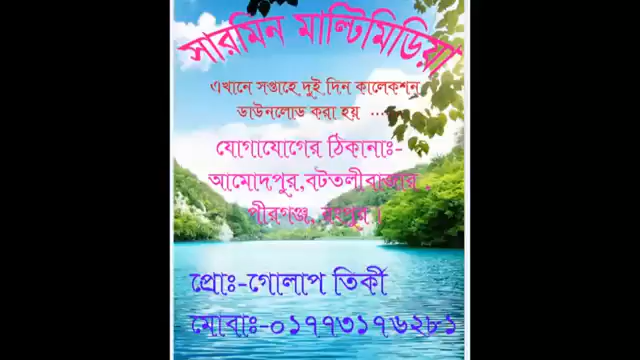 সারমিন মাল্টিমিডিয়া
এখানে সপ্তাহে দুই দিন কালেকশন
ডাউনলোড করা হয় ......
যোগাযোগের ঠিকানাঃ-
আমোদপুর,বটতলীবাজার ,
পীরগঞ্জ, রংপুর ।
প্রোঃ-গোলাপ তির্কী
মোবাঃ-০১৭৭৩১৭৬২৮১